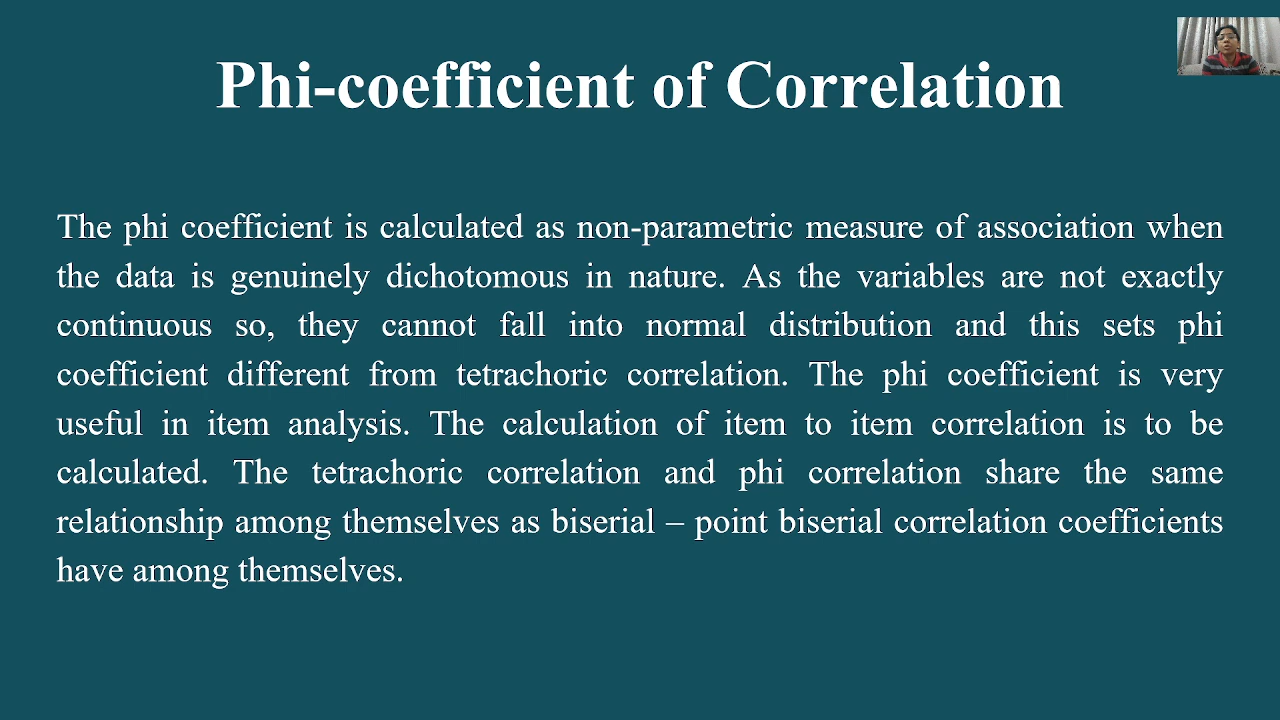 Phi-coefficient of Correlation
The phi coefficient is calculated as non-parametric measure of association when
the data is genuinely dichotomous in nature. As the variables are not exactly
continuous so, they cannot fall into normal distribution and this sets phi
coefficient different from tetrachoric correlation. The phi coefficient is very
useful in item analysis. The calculation of item to item correlation is to be
calculated. The tetrachoric correlation and phi correlation share the same
relationship among themselves as biserial – point biserial correlation coefficients
have among themselves.